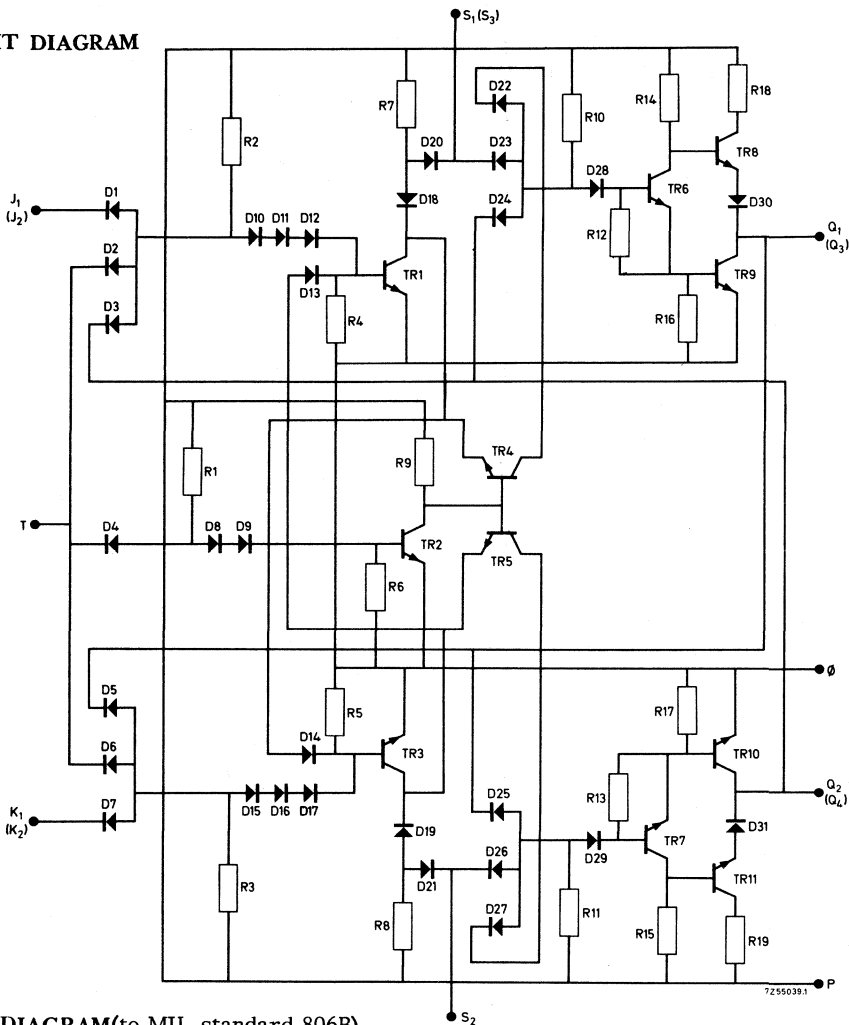 S₁(S₃)
T DIAGRAM
D22
R7
R14
R18
R10
R2
D20
D23
TR8
D28
J₁
(J₂)
D1
TR6
D18
D24
D30
D10 D11 D12
R12
Q₁
(Q₃)
D2
TR1
TR9
D13
D3
R4
R16
TR4
R9
R1
T
D4
D8 D9
TR2
TR5
R6
Ø
D5
R5
R17
D14
TR3
TR10
D6
D25
Q₂
(Q₄)
K₁
(K₂)
D7
D15 D16 D17
R13
D19
D31
D26
D29
TR7
D21
TR11
R3
D27
R8
R11
R15
R19
P
7Z55039.1
DIAGRAM(to MIL standard 806B)
S₂